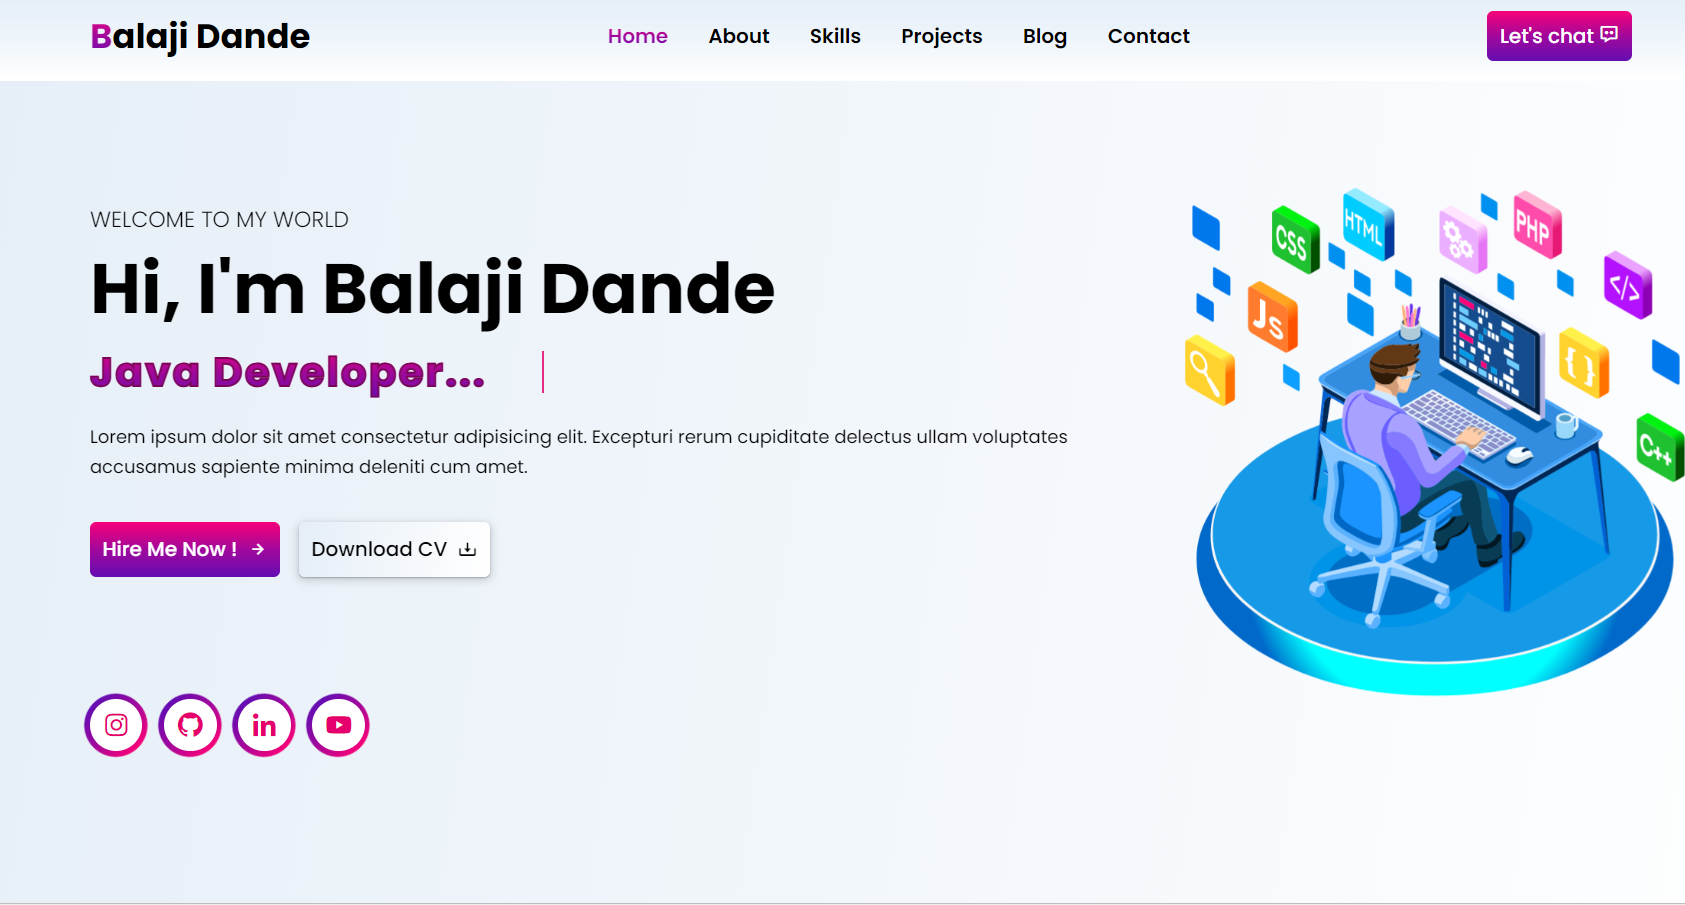 Balaji Dande
Home About Skills Projects Blog Contact
Let's chat
WELCOME TO MY WORLD
Hi, I'm Balaji Dande
Java Developer...
Lorem ipsum dolor sit amet consectetur adipisicing elit. Excepturi rerum cupiditate delectus ullam voluptates
accusamus sapiente minima deleniti cum amet.
Hire Me Now !
Download CV
CSS
HTML
PHP
</>
Js
{ }
C++
in